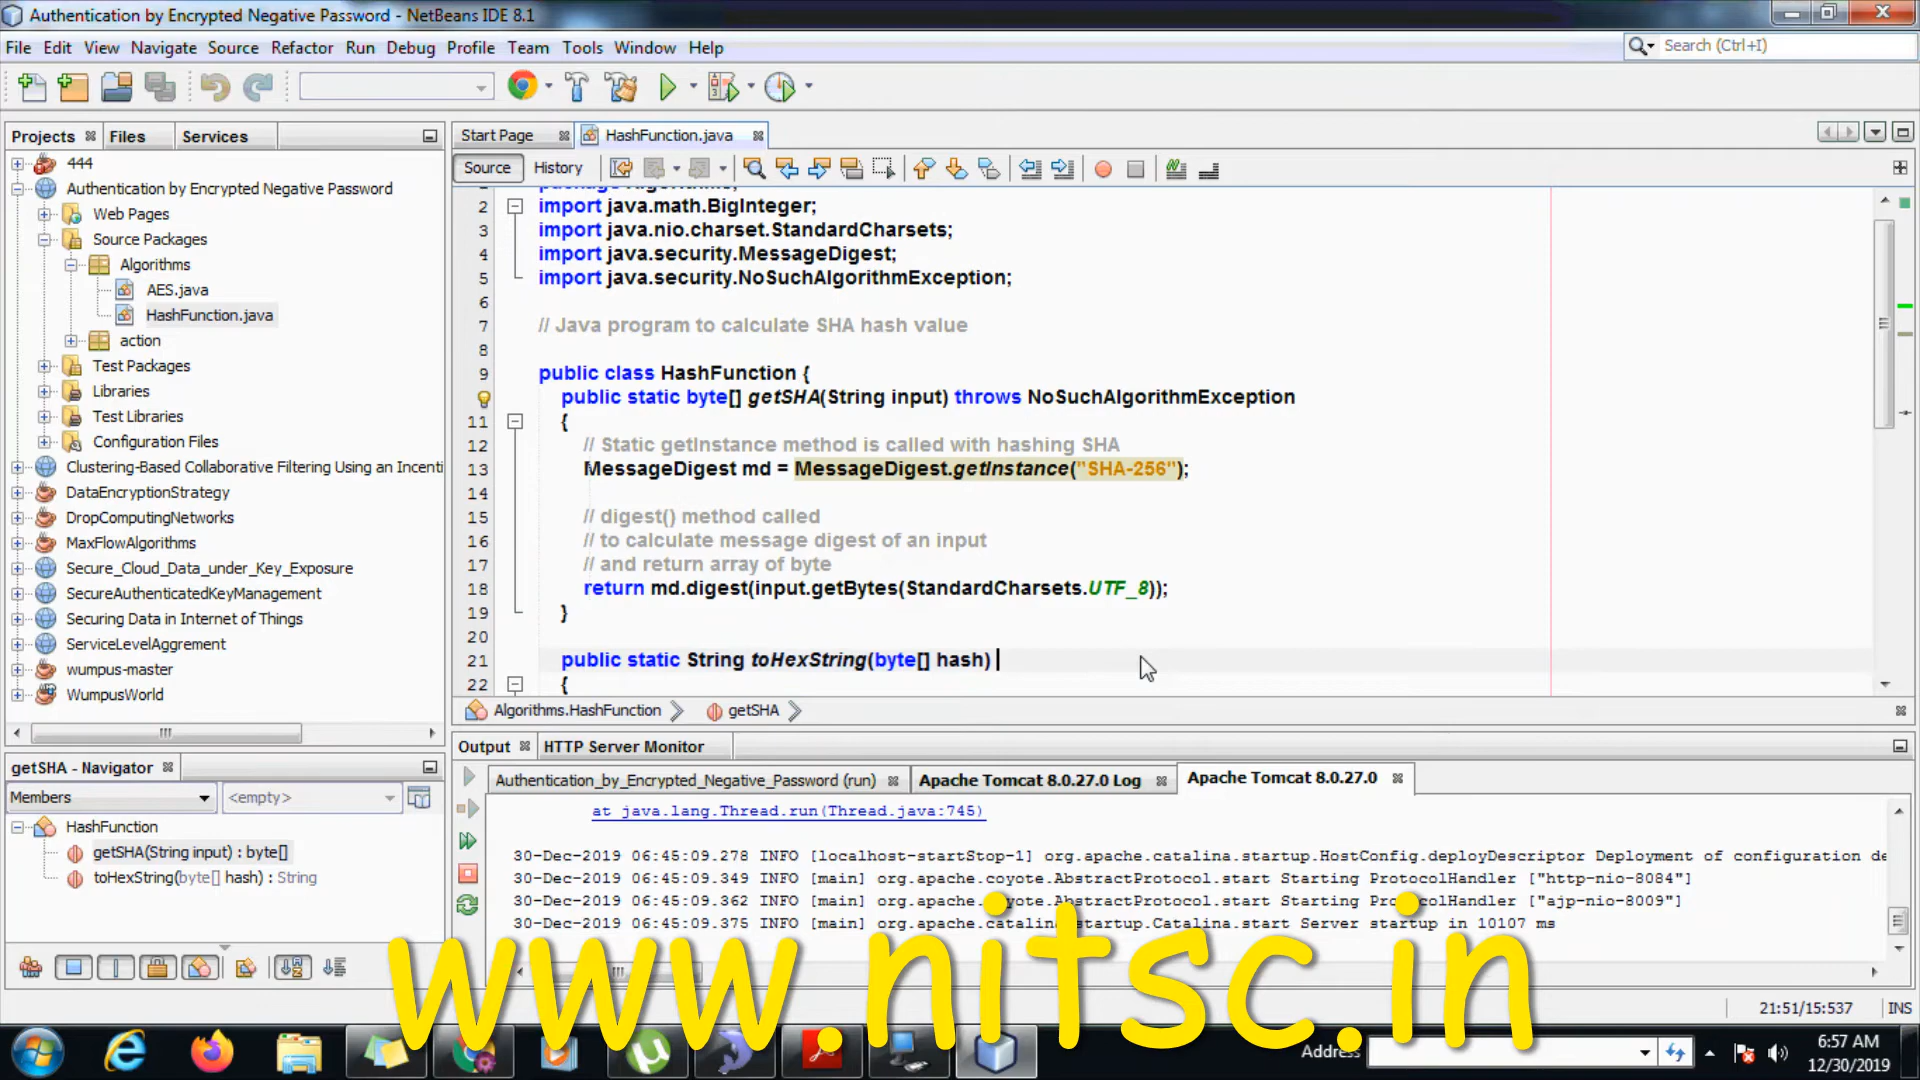 Authentication by Encrypted Negative Password - NetBeans IDE 8.1
File Edit View Navigate Source Refactor Run Debug Profile Team Tools Window Help
Search (Ctrl+I)
Projects Files Services
444
Authentication by Encrypted Negative Password
Web Pages
Source Packages
Algorithms
AES.java
HashFunction.java
action
Test Packages
Libraries
Test Libraries
Configuration Files
Clustering-Based Collaborative Filtering Using an Incenti
DataEncryptionStrategy
DropComputingNetworks
MaxFlowAlgorithms
Secure_Cloud_Data_under_Key_Exposure
SecureAuthenticatedKeyManagement
Securing Data in Internet of Things
ServiceLevelAggrement
wumpus-master
WumpusWorld
getSHA - Navigator
Members <empty>
HashFunction
getSHA(String input) : byte[]
toHexString(byte[] hash) : String
Start Page HashFunction.java
Source History
package Algorithms;
2 import java.math.BigInteger;
3 import java.nio.charset.StandardCharsets;
4 import java.security.MessageDigest;
5 import java.security.NoSuchAlgorithmException;
6
7 // Java program to calculate SHA hash value
8
9 public class HashFunction {
public static byte[] getSHA(String input) throws NoSuchAlgorithmException
11 {
12 // Static getInstance method is called with hashing SHA
13 MessageDigest md = MessageDigest.getInstance("SHA-256");
14
15 // digest() method called
16 // to calculate message digest of an input
17 // and return array of byte
18 return md.digest(input.getBytes(StandardCharsets.UTF_8));
19 }
20
21 public static String toHexString(byte[] hash)
22 {
Algorithms.HashFunction getSHA
Output HTTP Server Monitor
Authentication_by_Encrypted_Negative_Password (run) Apache Tomcat 8.0.27.0 Log Apache Tomcat 8.0.27.0
at java.lang.Thread.run(Thread.java:745)
30-Dec-2019 06:45:09.278 INFO [localhost-startStop-1] org.apache.catalina.startup.HostConfig.deployDescriptor Deployment of configuration de
30-Dec-2019 06:45:09.349 INFO [main] org.apache.coyote.AbstractProtocol.start Starting ProtocolHandler ["http-nio-8084"]
30-Dec-2019 06:45:09.362 INFO [main] org.apache.coyote.AbstractProtocol.start Starting ProtocolHandler ["ajp-nio-8009"]
30-Dec-2019 06:45:09.375 INFO [main] org.apache.catalina.startup.Catalina.start Server startup in 10107 ms
www.nitsc.in
21:51/15:537 INS
Address
6:57 AM
12/30/2019